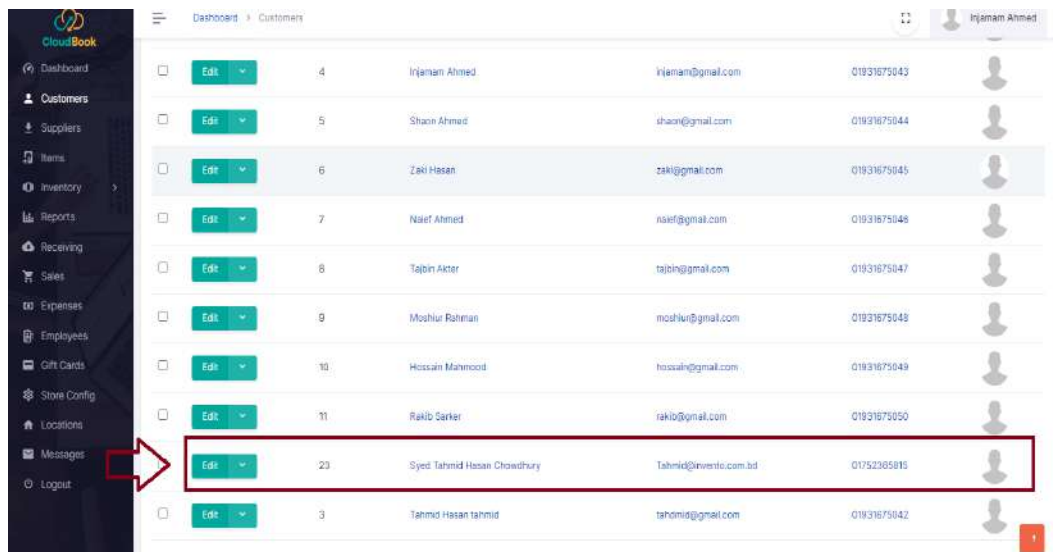 CloudBook
Dashboard > Customers
Injamam Ahmed
Dashboard
Customers
Suppliers
Items
Inventory >
Reports
Receiving
Sales
Expenses
Employees
Gift Cards
Store Config
Locations
Messages
Logout
Edit 4 Injamam Ahmed injamam@gmail.com 01931675043
Edit 5 Shaon Ahmed shaon@gmail.com 01931675044
Edit 6 Zaki Hasan zaki@gmail.com 01931675045
Edit 7 Naief Ahmed naief@gmail.com 01931675046
Edit 8 Tajbin Akter tajbin@gmail.com 01931675047
Edit 9 Moshiur Rahman moshiur@gmail.com 01931675048
Edit 10 Hossain Mahmood hossain@gmail.com 01931675049
Edit 11 Rakib Sarker rakib@gmail.com 01931675050
Edit 23 Syed Tahmid Hasan Chowdhury Tahmid@invento.com.bd 01752365815
Edit 3 Tahmid Hasan tahmid tahdmid@gmail.com 01931675042